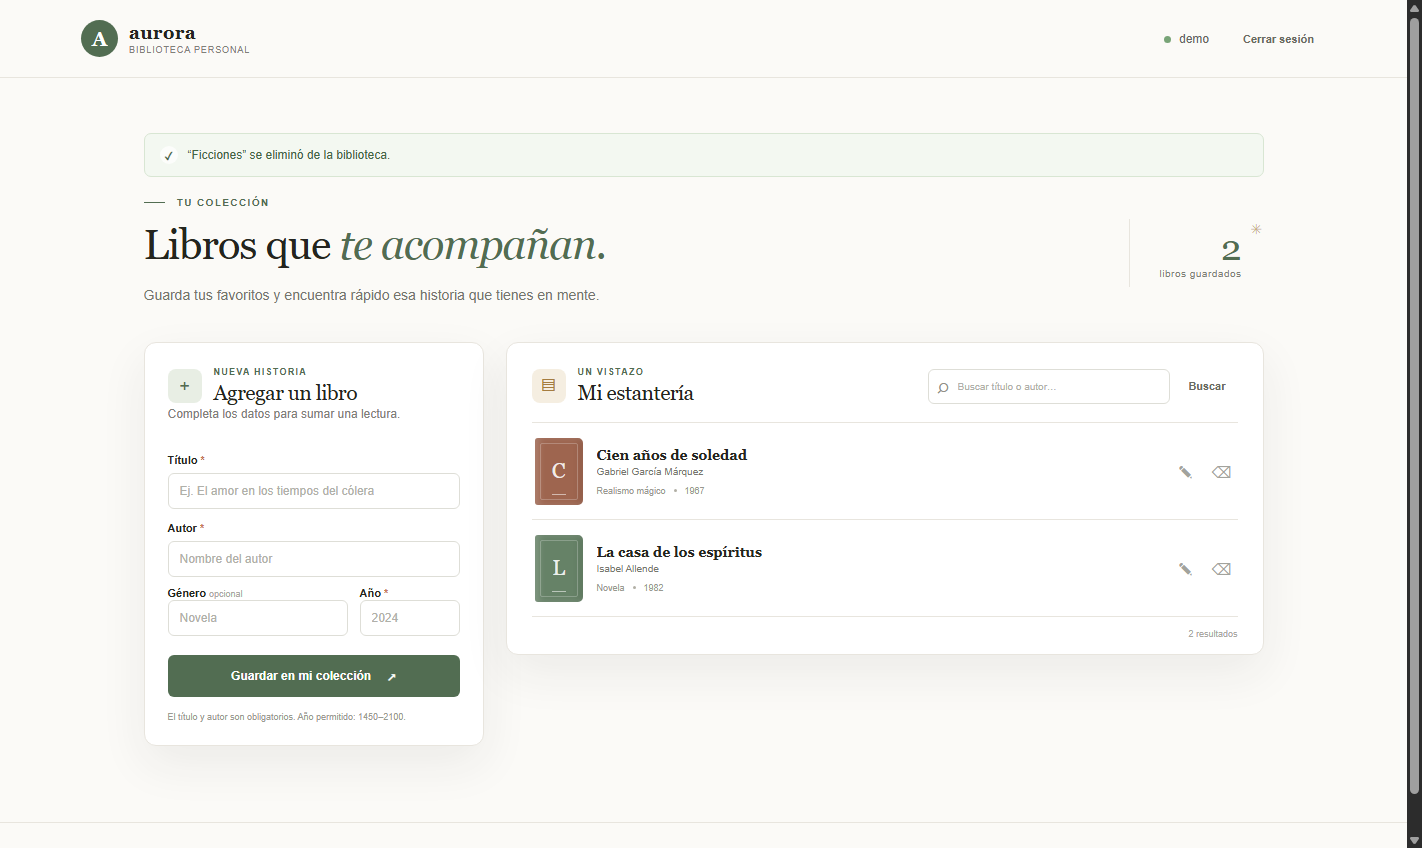 A
aurora
BIBLIOTECA PERSONAL
demo
Cerrar sesión
“Ficciones” se eliminó de la biblioteca.
TU COLECCIÓN
Libros que te acompañan.
Guarda tus favoritos y encuentra rápido esa historia que tienes en mente.
2
libros guardados
NUEVA HISTORIA
Agregar un libro
Completa los datos para sumar una lectura.
Título *
Ej. El amor en los tiempos del cólera
Autor *
Nombre del autor
Género opcional
Año *
Novela
2024
Guardar en mi colección ↗
El título y autor son obligatorios. Año permitido: 1450–2100.
UN VISTAZO
Mi estantería
Buscar título o autor...
Buscar
C
Cien años de soledad
Gabriel García Márquez
Realismo mágico • 1967
L
La casa de los espíritus
Isabel Allende
Novela • 1982
2 resultados